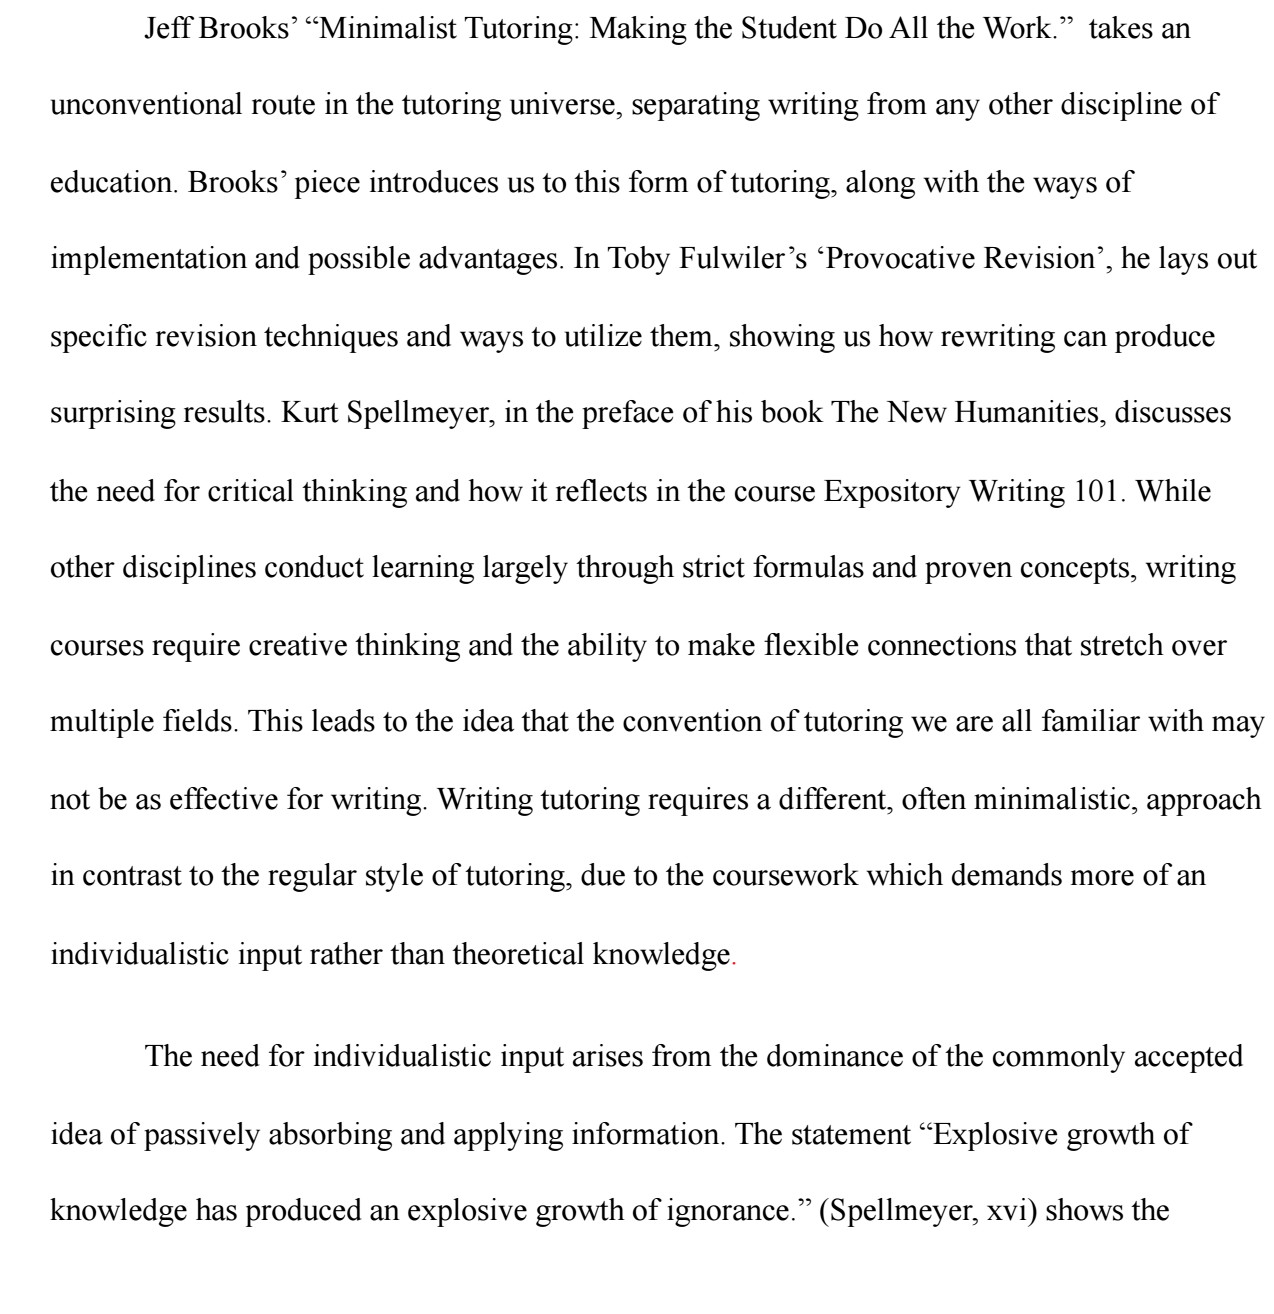 Jeff Brooks’ “Minimalist Tutoring: Making the Student Do All the Work.”  takes an
unconventional route in the tutoring universe, separating writing from any other discipline of
education. Brooks’ piece introduces us to this form of tutoring, along with the ways of
implementation and possible advantages. In Toby Fulwiler’s ‘Provocative Revision’, he lays out
specific revision techniques and ways to utilize them, showing us how rewriting can produce
surprising results. Kurt Spellmeyer, in the preface of his book The New Humanities, discusses
the need for critical thinking and how it reflects in the course Expository Writing 101. While
other disciplines conduct learning largely through strict formulas and proven concepts, writing
courses require creative thinking and the ability to make flexible connections that stretch over
multiple fields. This leads to the idea that the convention of tutoring we are all familiar with may
not be as effective for writing. Writing tutoring requires a different, often minimalistic, approach
in contrast to the regular style of tutoring, due to the coursework which demands more of an
individualistic input rather than theoretical knowledge.
The need for individualistic input arises from the dominance of the commonly accepted
idea of passively absorbing and applying information. The statement “Explosive growth of
knowledge has produced an explosive growth of ignorance.” (Spellmeyer, xvi) shows the